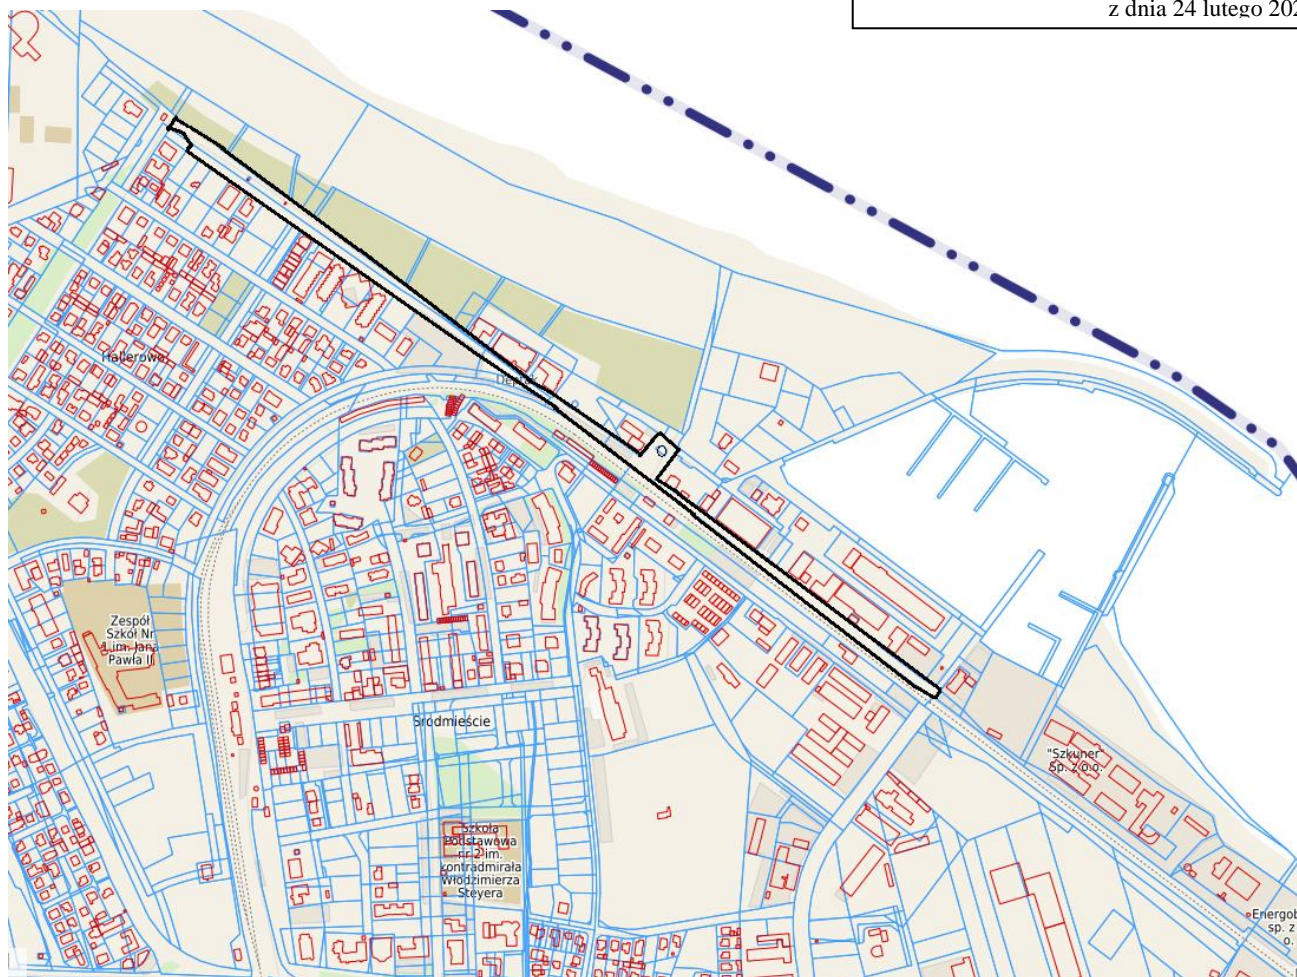 z dnia 24 lutego 202
Hallerowo
Deptak
Zespół
Szkół Nr
1 im. Jana
Pawła II
Śródmieście
"Szkuner"
Sp. z o.o.
Szkoła
Podstawowa
nr 2 im.
kontradmirała
Włodzimierza
Steyera
Energob
sp. z
o.